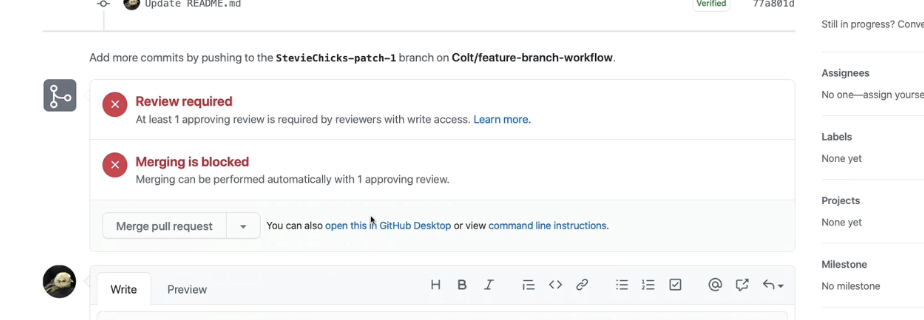 Update README.md
Verified
77a801d
Still in progress? Conve
Add more commits by pushing to the StevieChicks-patch-1 branch on Colt/feature-branch-workflow.
Assignees
No one—assign yourse
Review required
At least 1 approving review is required by reviewers with write access. Learn more.
Labels
None yet
Merging is blocked
Merging can be performed automatically with 1 approving review.
Projects
None yet
Merge pull request
You can also open this in GitHub Desktop or view command line instructions.
Milestone
No milestone
Write
Preview
H B I
@